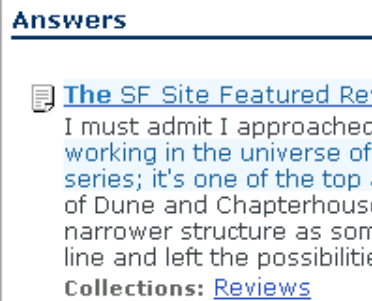 Answers
The SF Site Featured Re
I must admit I approached
working in the universe of
series; it's one of the top
of Dune and Chapterhouse
narrower structure as som
line and left the possibilitie
Collections: Reviews